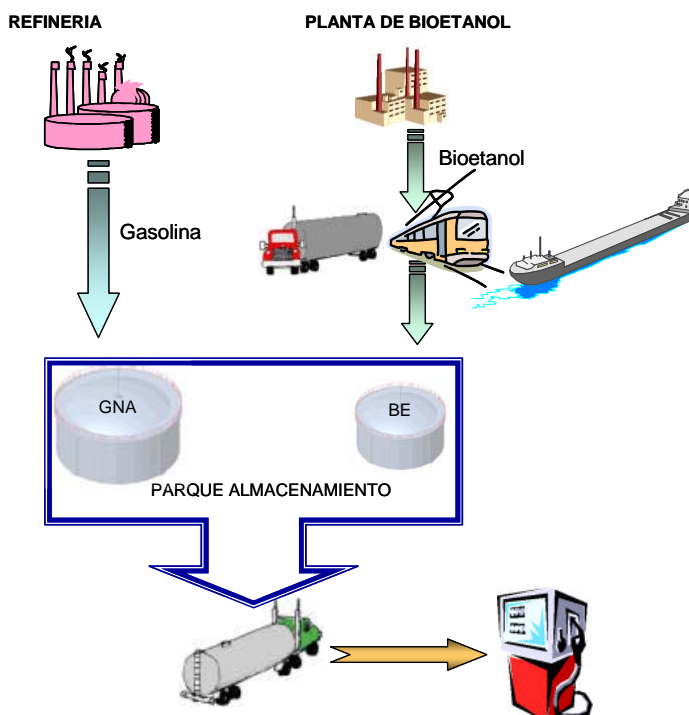 REFINERIA
PLANTA DE BIOETANOL
Bioetanol
Gasolina
GNA
BE
PARQUE ALMACENAMIENTO